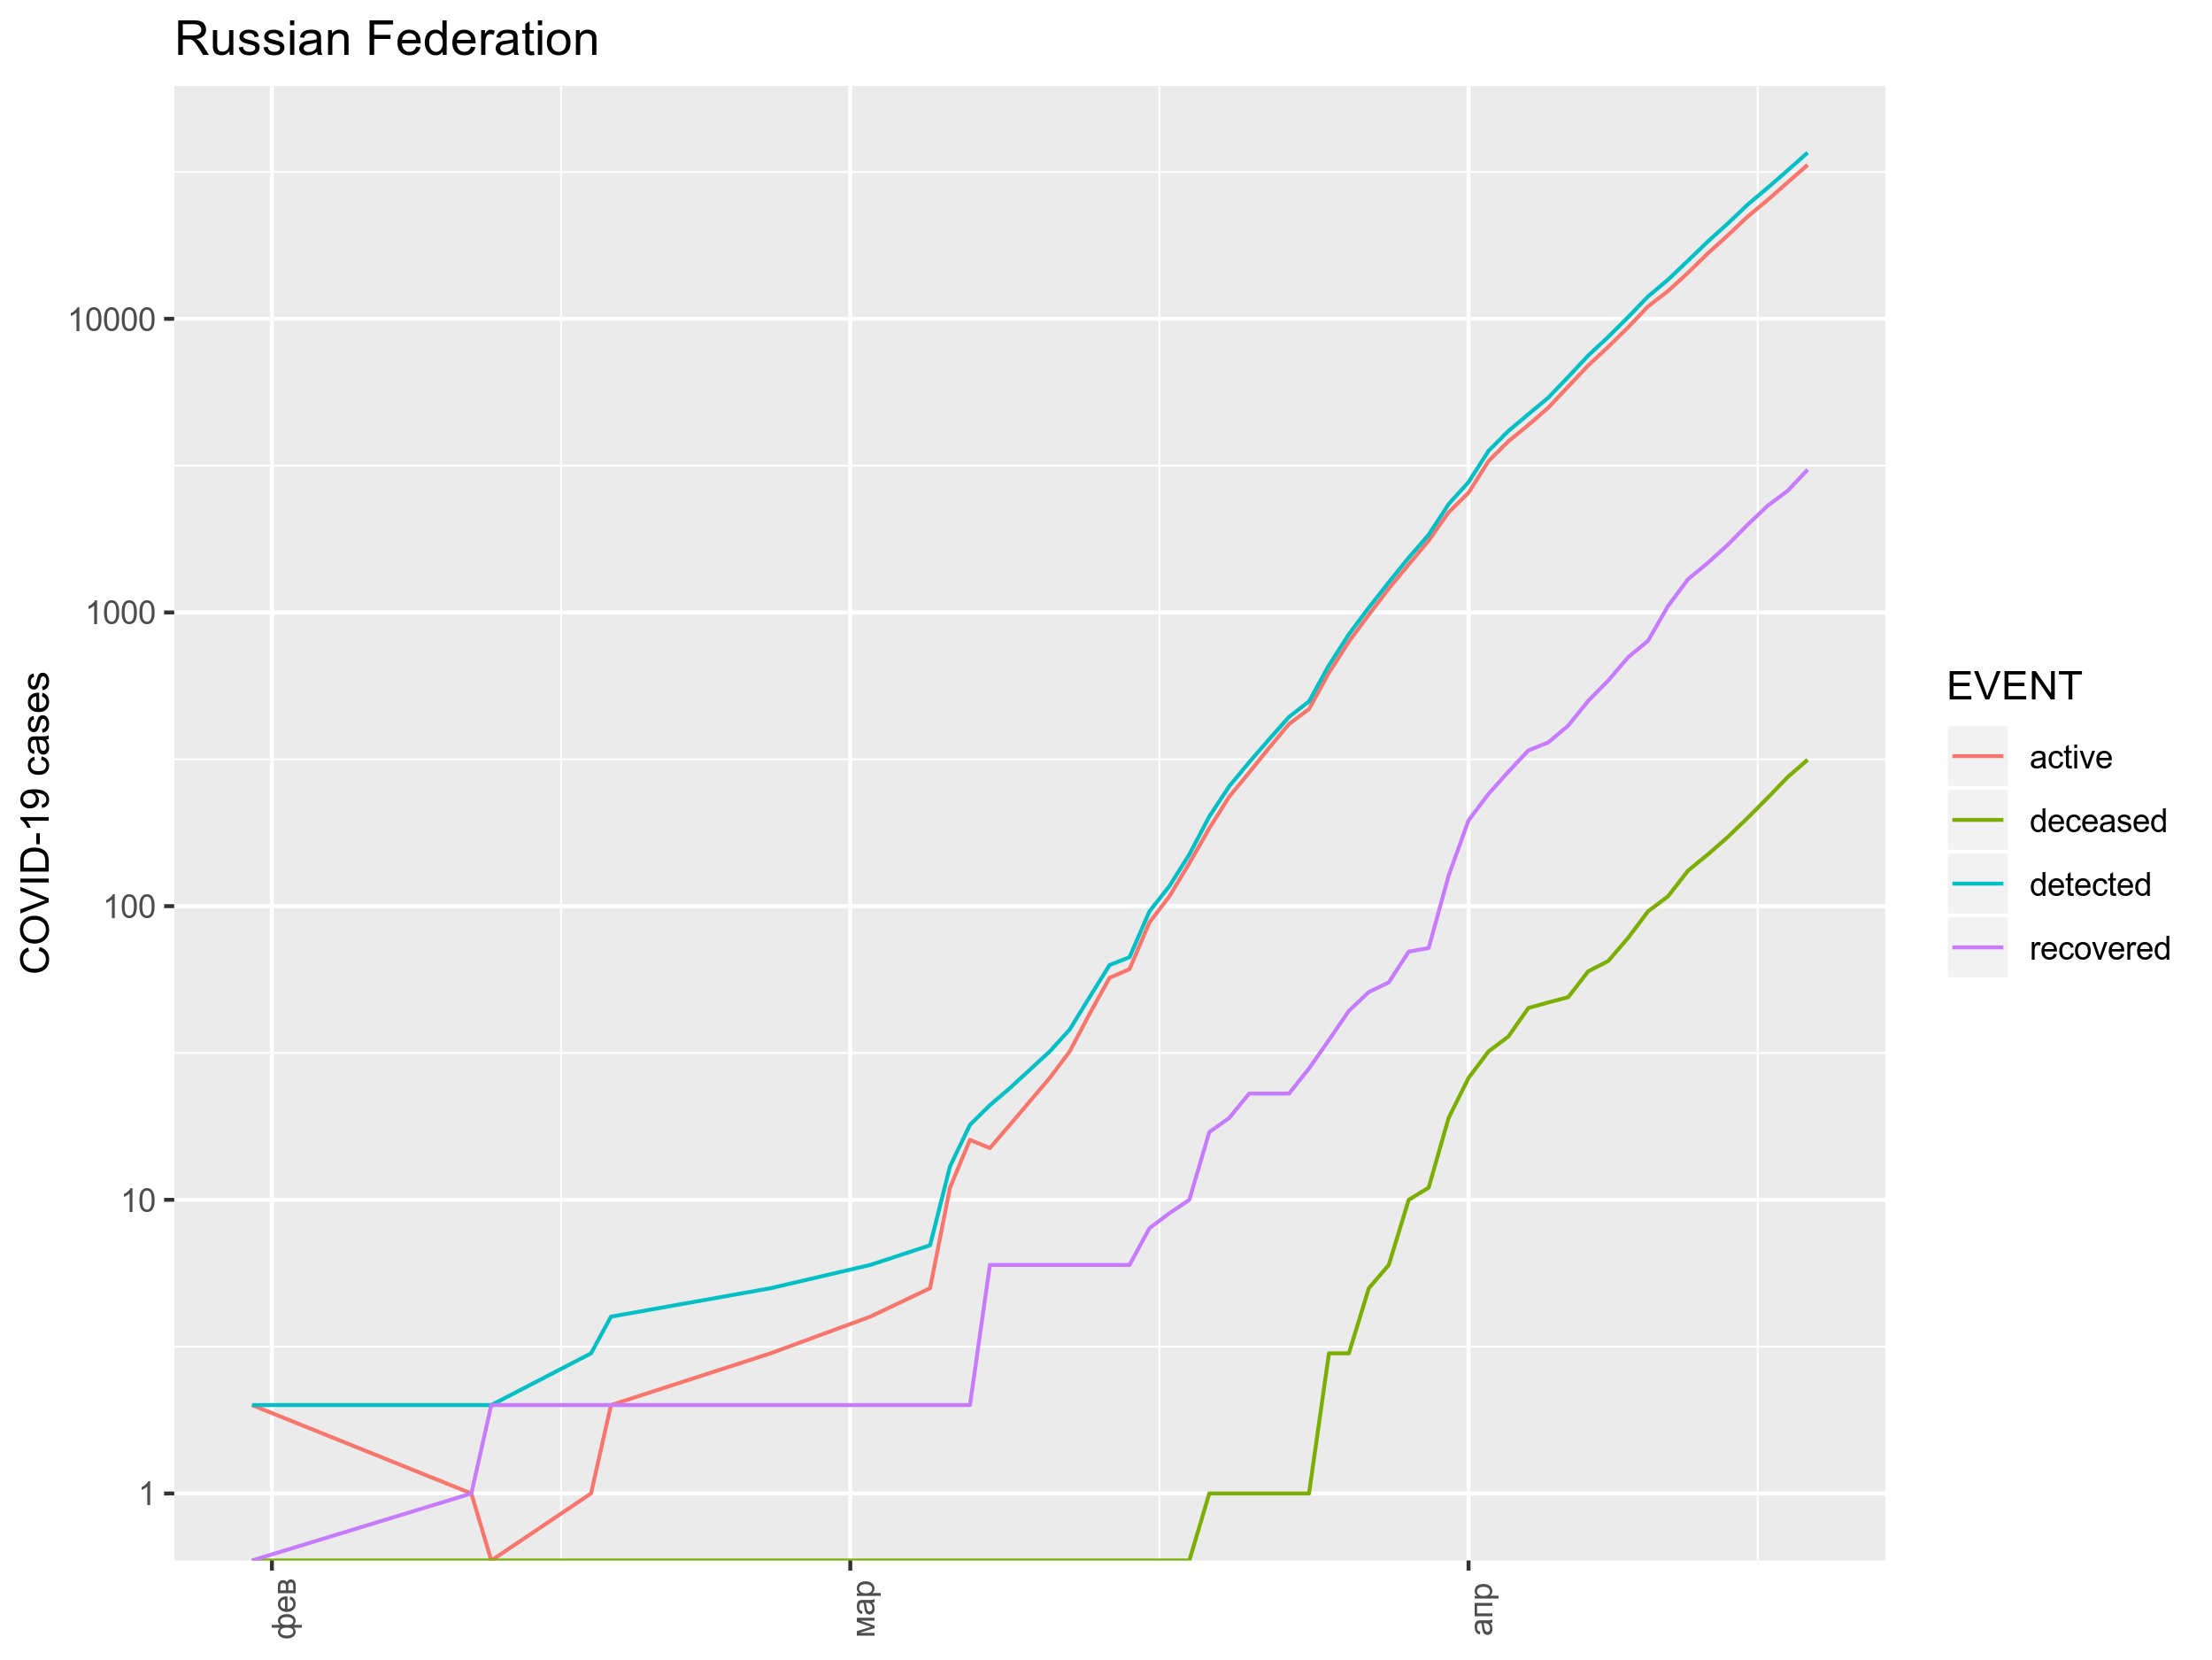 Russian Federation
COVID-19 cases
10000
1000
100
10
1
фев
мар
апр
EVENT
active
deceased
detected
recovered